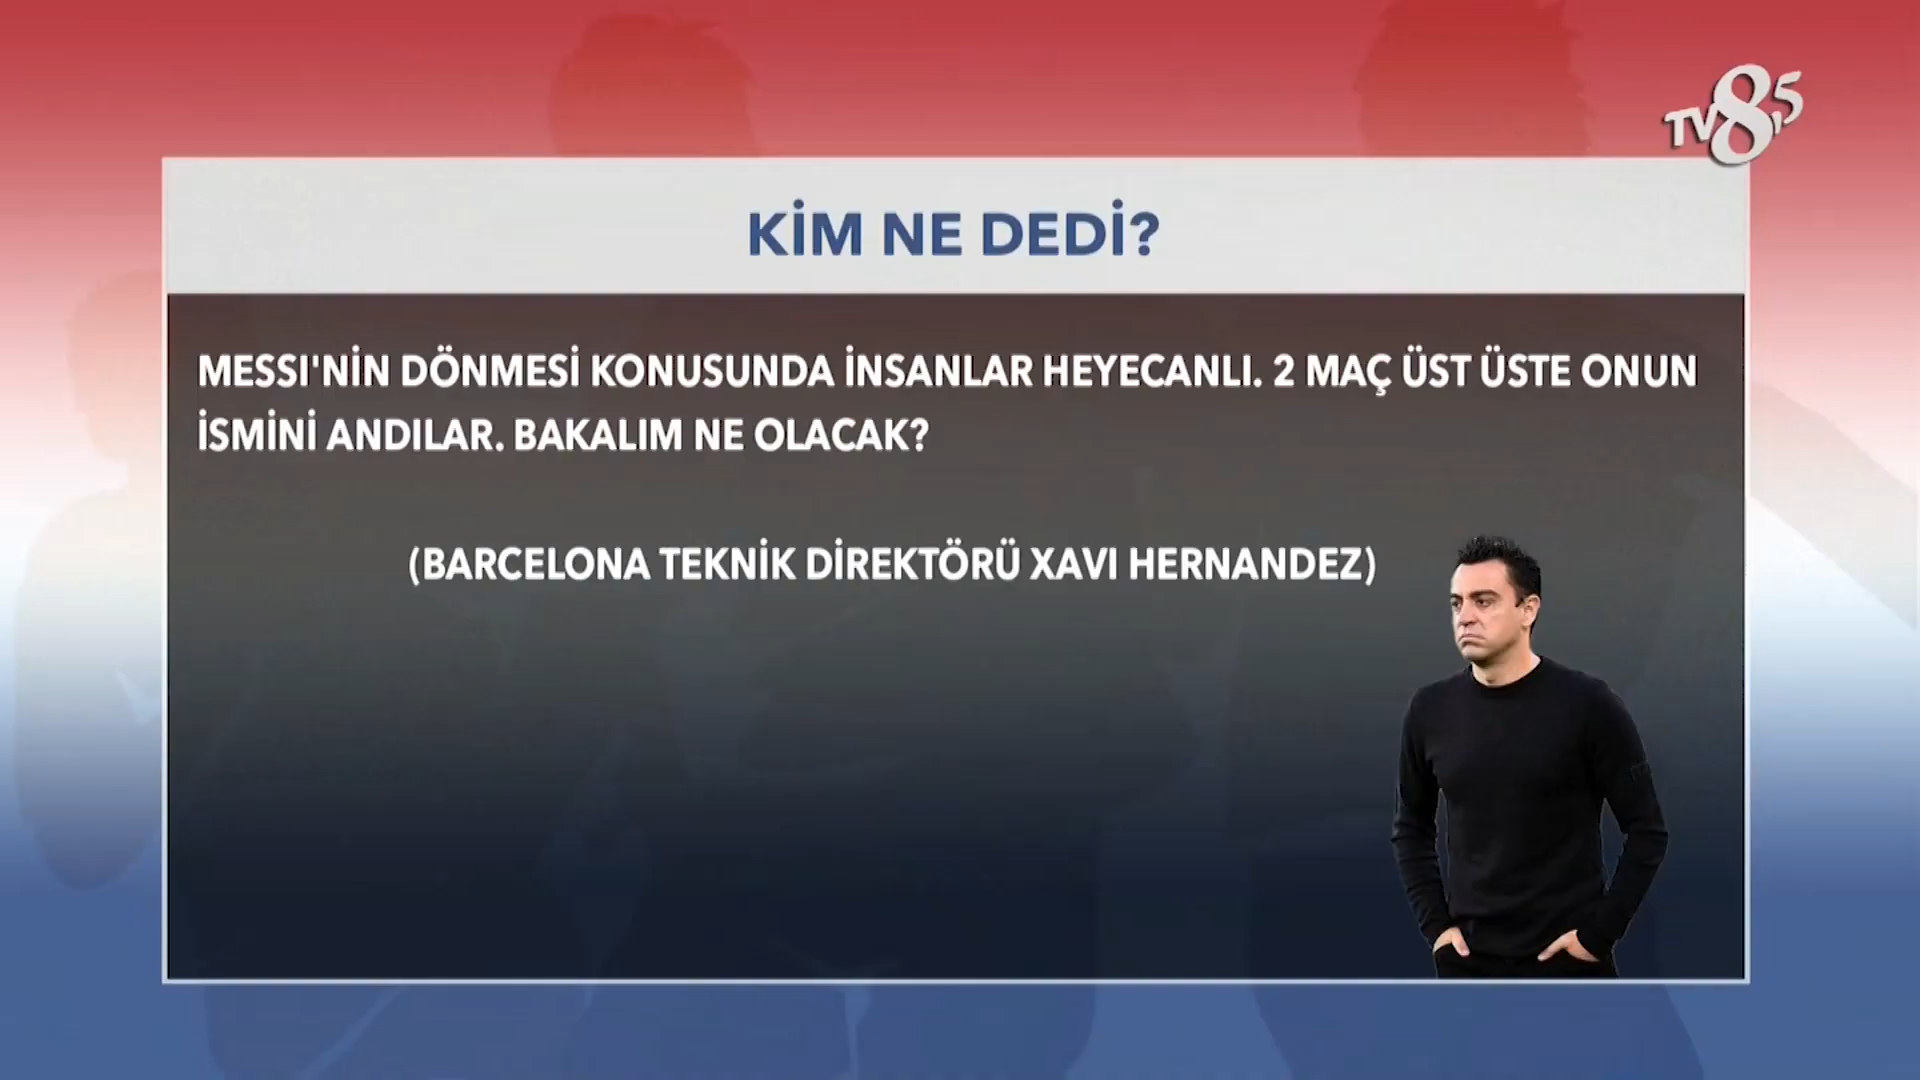 TV8,5
KİM NE DEDİ?
MESSI'NİN DÖNMESİ KONUSUNDA İNSANLAR HEYECANLI. 2 MAÇ ÜST ÜSTE ONUN
İSMİNİ ANDILAR. BAKALIM NE OLACAK?
(BARCELONA TEKNİK DİREKTÖRÜ XAVI HERNANDEZ)